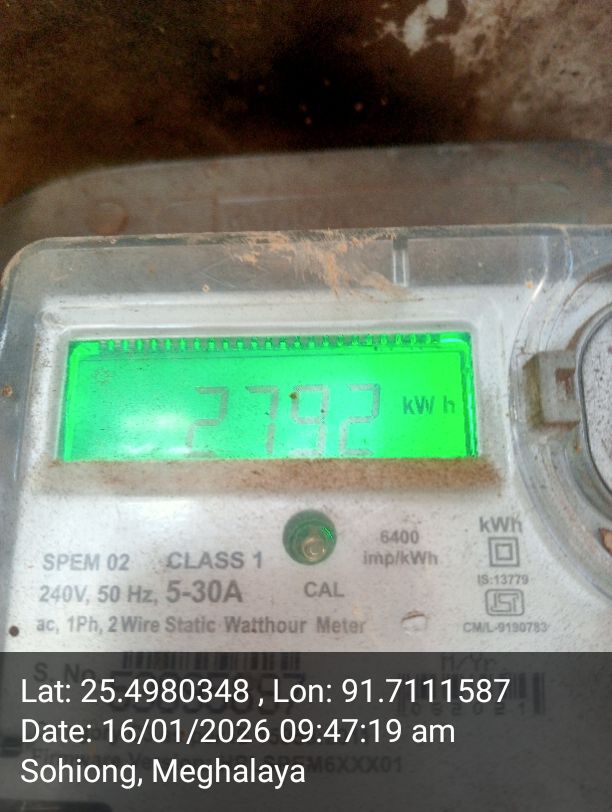 2792 kWh
kWh
6400
imp/kWh
SPEM 02 CLASS 1
240V, 50 Hz, 5-30A
CAL
IS:13779
ac, 1Ph, 2 Wire Static Watthour Meter
CM/L-9190783
S. No.
M/Yr.
Lat: 25.4980348 , Lon: 91.7111587
Date: 16/01/2026 09:47:19 am
Sohiong, Meghalaya